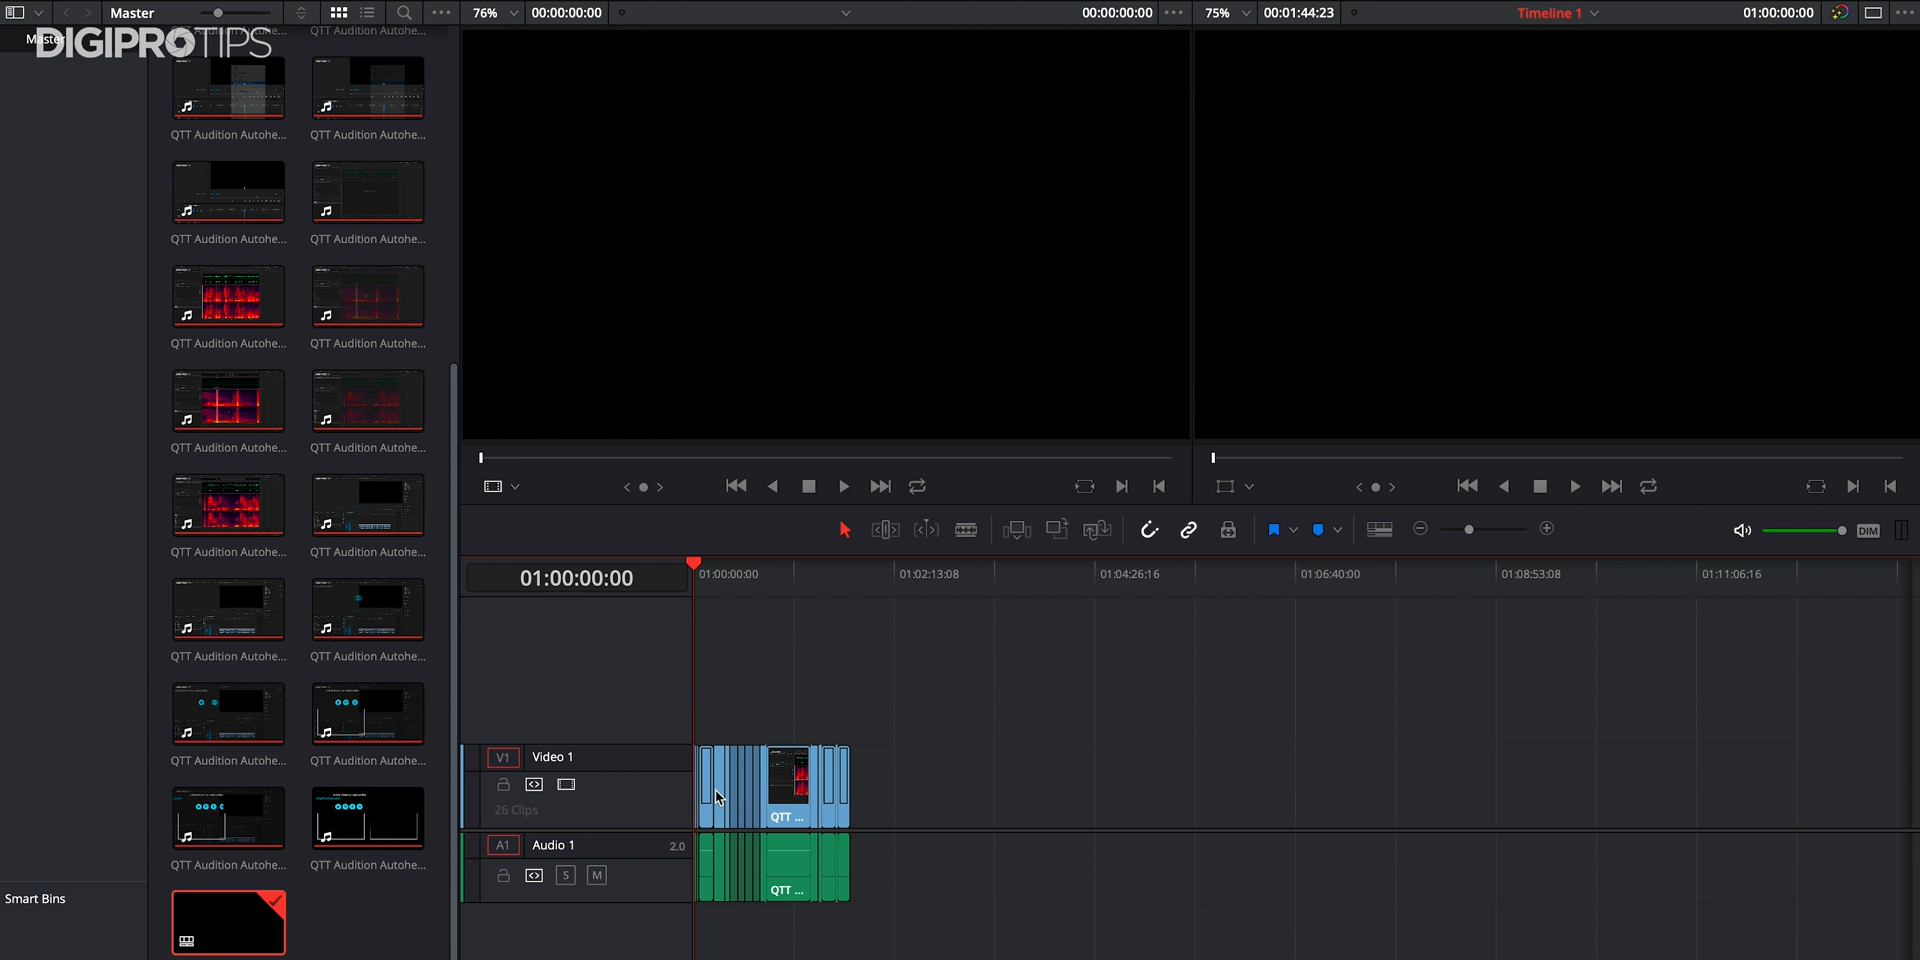 Master
76%
00:00:00:00
00:00:00:00
75%
00:01:44:23
Timeline 1
01:00:00:00
Master
DIGIPROTIPS
QTT Audition Autohe... QTT Audition Autohe...
QTT Audition Autohe... QTT Audition Autohe...
QTT Audition Autohe... QTT Audition Autohe...
QTT Audition Autohe... QTT Audition Autohe...
QTT Audition Autohe... QTT Audition Autohe...
QTT Audition Autohe... QTT Audition Autohe...
QTT Audition Autohe... QTT Audition Autohe...
QTT Audition Autohe... QTT Audition Autohe...
QTT Audition Autohe... QTT Audition Autohe...
Smart Bins
DIM
01:00:00:00
01:00:00:00
01:02:13:08
01:04:26:16
01:06:40:00
01:08:53:08
01:11:06:16
V1 Video 1
26 Clips
QTT ...
A1 Audio 1 2.0
S M
QTT ...